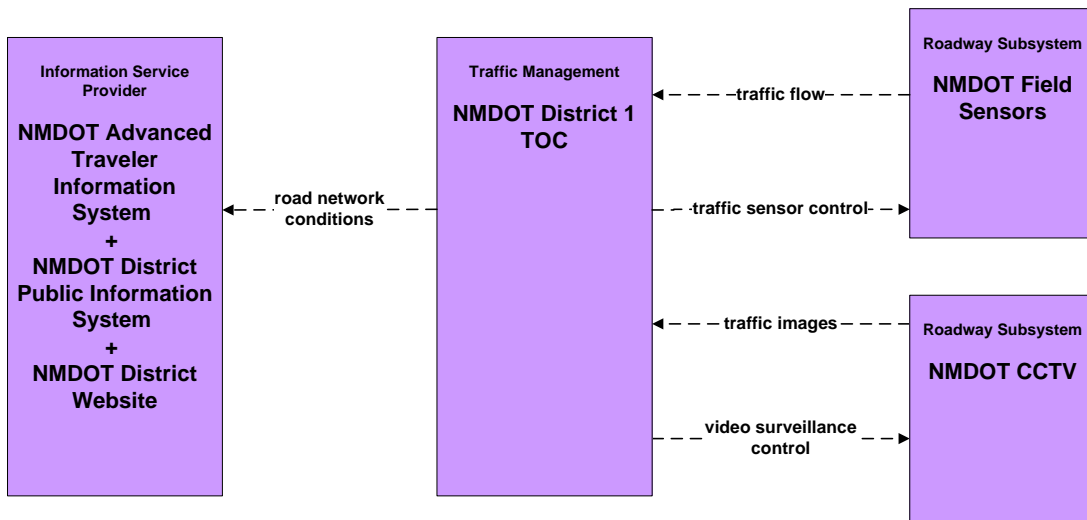 Information Service
Provider
NMDOT Advanced
Traveler
Information
System
+
NMDOT District
Public Information
System
+
NMDOT District
Website
road network
conditions
Traffic Management
NMDOT District 1
TOC
traffic flow
traffic sensor control
traffic images
video surveillance
control
Roadway Subsystem
NMDOT Field
Sensors
Roadway Subsystem
NMDOT CCTV